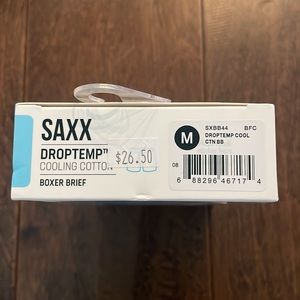 SAXX
DROPTEMP™
COOLING COTTON
BOXER BRIEF
$26.50
M
SXBB44 BFC
DROPTEMP COOL
CTN BB
08
6 88296 46717 4